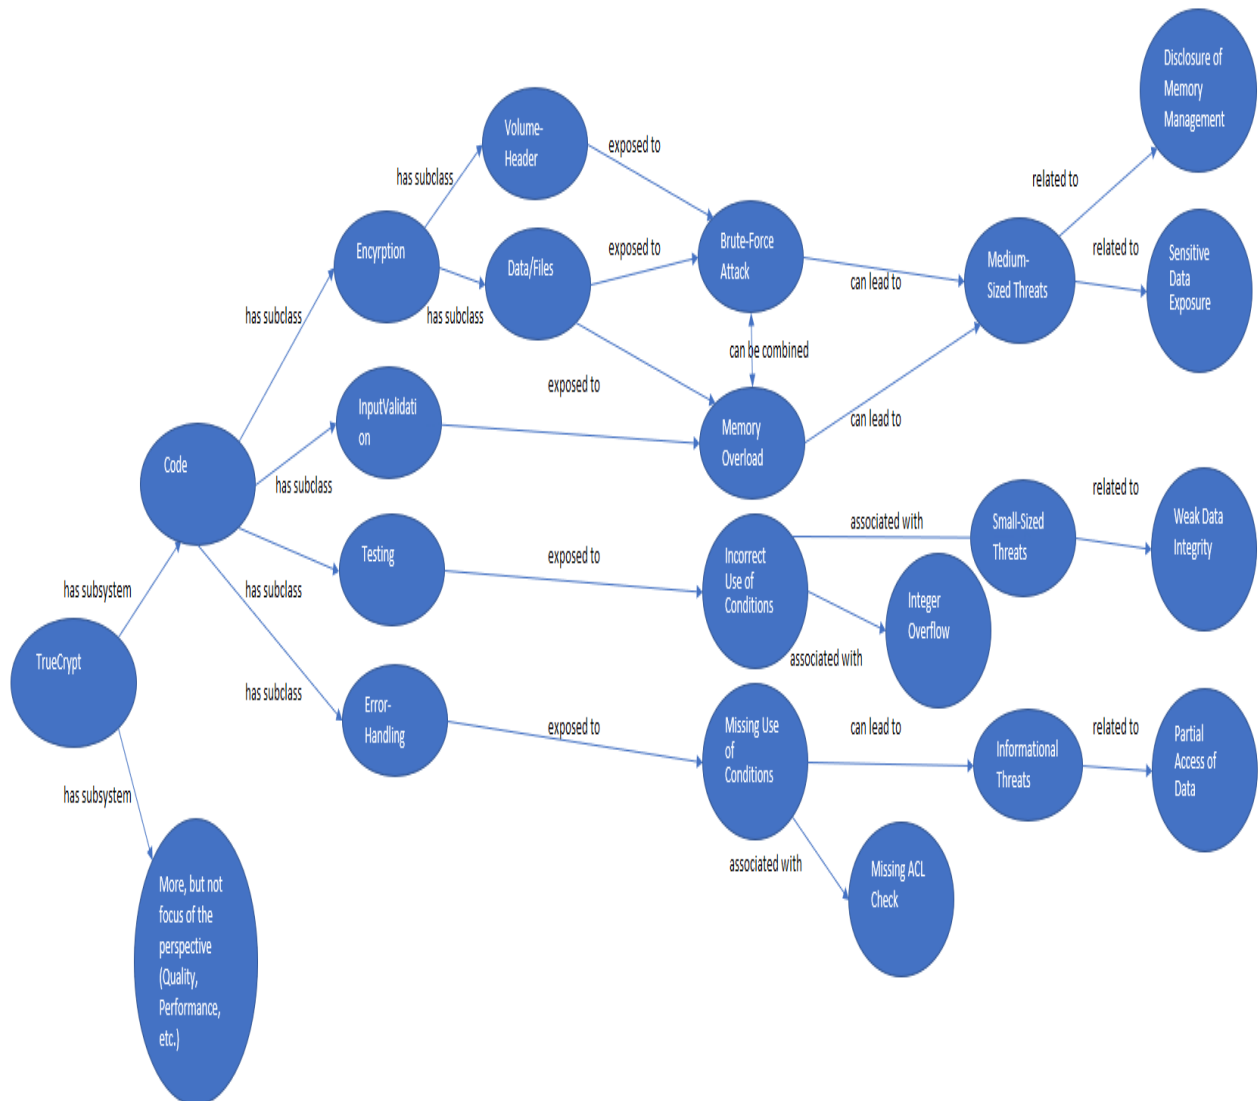 Disclosure of
Memory
Management
Volume-
Header
exposed to
has subclass
related to
Encyrption
Data/Files
exposed to
Brute-Force
Attack
Medium-
Sized Threats
related to
Sensitive
Data
Exposure
has subclass
has subclass
can lead to
can be combined
InputValidati
on
exposed to
Memory
Overload
can lead to
Code
has subclass
Testing
exposed to
Incorrect
Use of
Conditions
associated with
Small-Sized
Threats
related to
Weak Data
Integrity
has subsystem
has subclass
Integer
Overflow
associated with
TrueCrypt
has subclass
Error-
Handling
exposed to
Missing Use
of
Conditions
can lead to
Informational
Threats
related to
Partial
Access of
Data
has subsystem
associated with
Missing ACL
Check
More, but not
focus of the
perspective
(Quality,
Performance,
etc.)